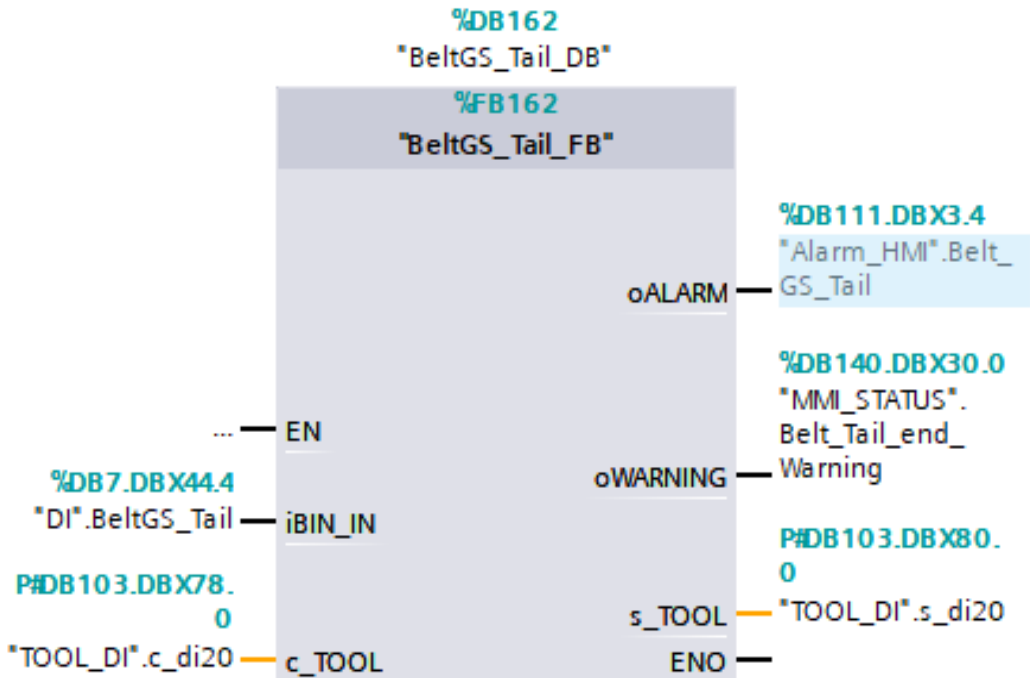 %DB162
"BeltGS_Tail_DB"
%FB162
"BeltGS_Tail_FB"
%DB111.DBX3.4
"Alarm_HMI".Belt_
GS_Tail
oALARM
%DB140.DBX30.0
"MMI_STATUS".
Belt_Tail_end_
Warning
... EN
oWARNING
%DB7.DBX44.4
"DI".BeltGS_Tail
iBIN_IN
P#DB103.DBX80.
0
"TOOL_DI".s_di20
s_TOOL
P#DB103.DBX78.
0
"TOOL_DI".c_di20
c_TOOL
ENO